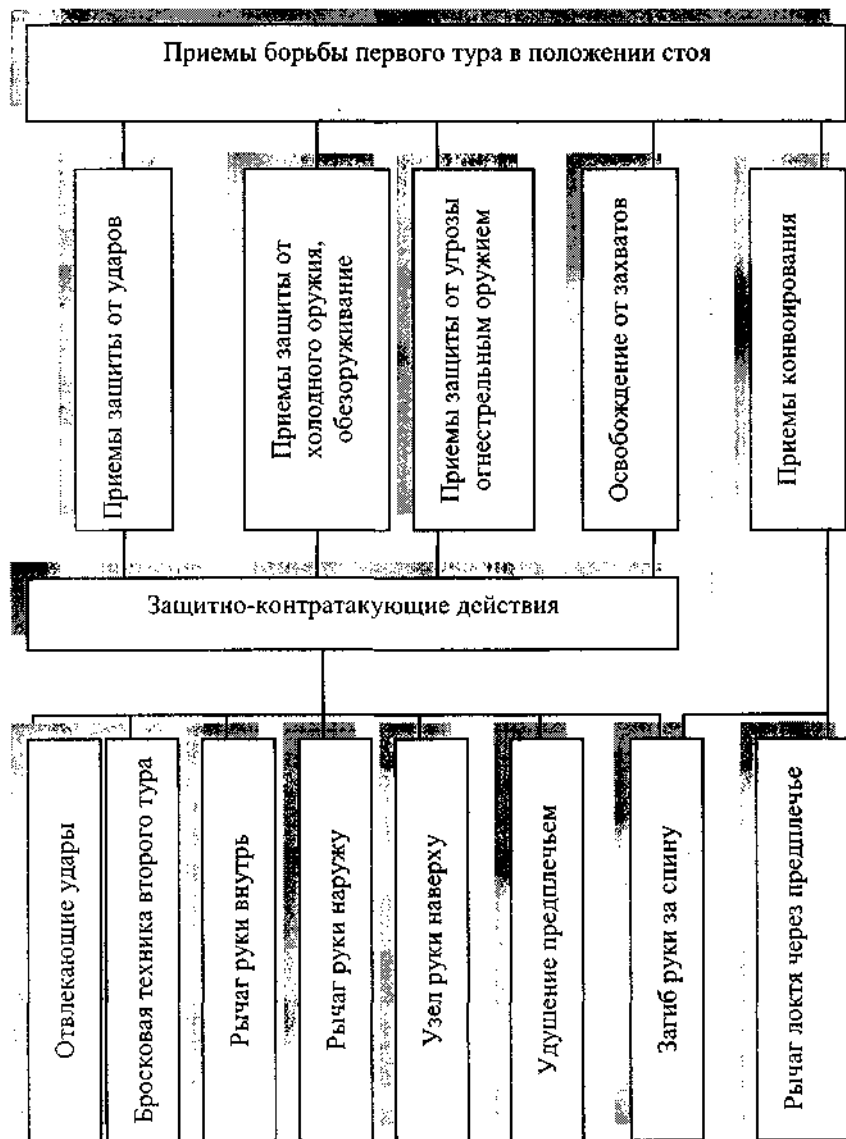 Приемы борьбы первого тура в положении стоя
Приемы защиты от ударов
Приемы защиты от
холодного оружия,
обезоруживание
Приемы защиты от угрозы
огнестрельным оружием
Освобождение от захватов
Приемы конвоирования
Защитно-контратакующие действия
Отвлекающие удары
Бросковая техника второго тура
Рычаг руки внутрь
Рычаг руки наружу
Узел руки наверху
Удушение предплечьем
Загиб руки за спину
Рычаг локтя через предплечье